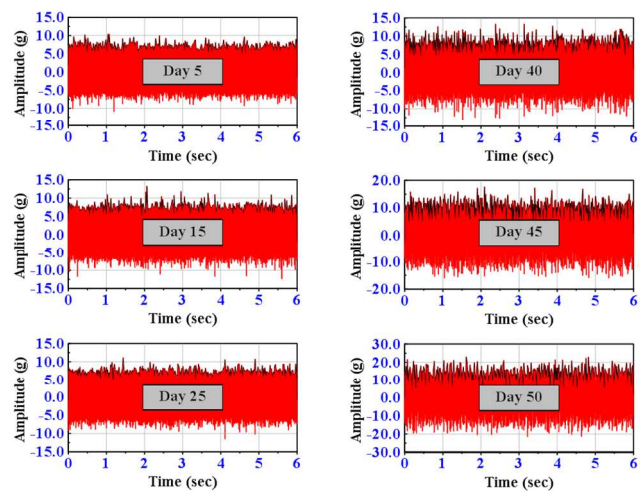 Amplitude (g)
15.0
10.0
5.0
0.0
-5.0
-10.0
-15.0
Day 5
0 1 2 3 4 5 6
Time (sec)
Amplitude (g)
15.0
10.0
5.0
0.0
-5.0
-10.0
-15.0
Day 40
0 1 2 3 4 5 6
Time (sec)
Amplitude (g)
15.0
10.0
5.0
0.0
-5.0
-10.0
-15.0
Day 15
0 1 2 3 4 5 6
Time (sec)
Amplitude (g)
20.0
10.0
0.0
-10.0
-20.0
Day 45
0 1 2 3 4 5 6
Time (sec)
Amplitude (g)
15.0
10.0
5.0
0.0
-5.0
-10.0
-15.0
Day 25
0 1 2 3 4 5 6
Time (sec)
Amplitude (g)
30.0
20.0
10.0
0.0
-10.0
-20.0
-30.0
Day 50
0 1 2 3 4 5 6
Time (sec)